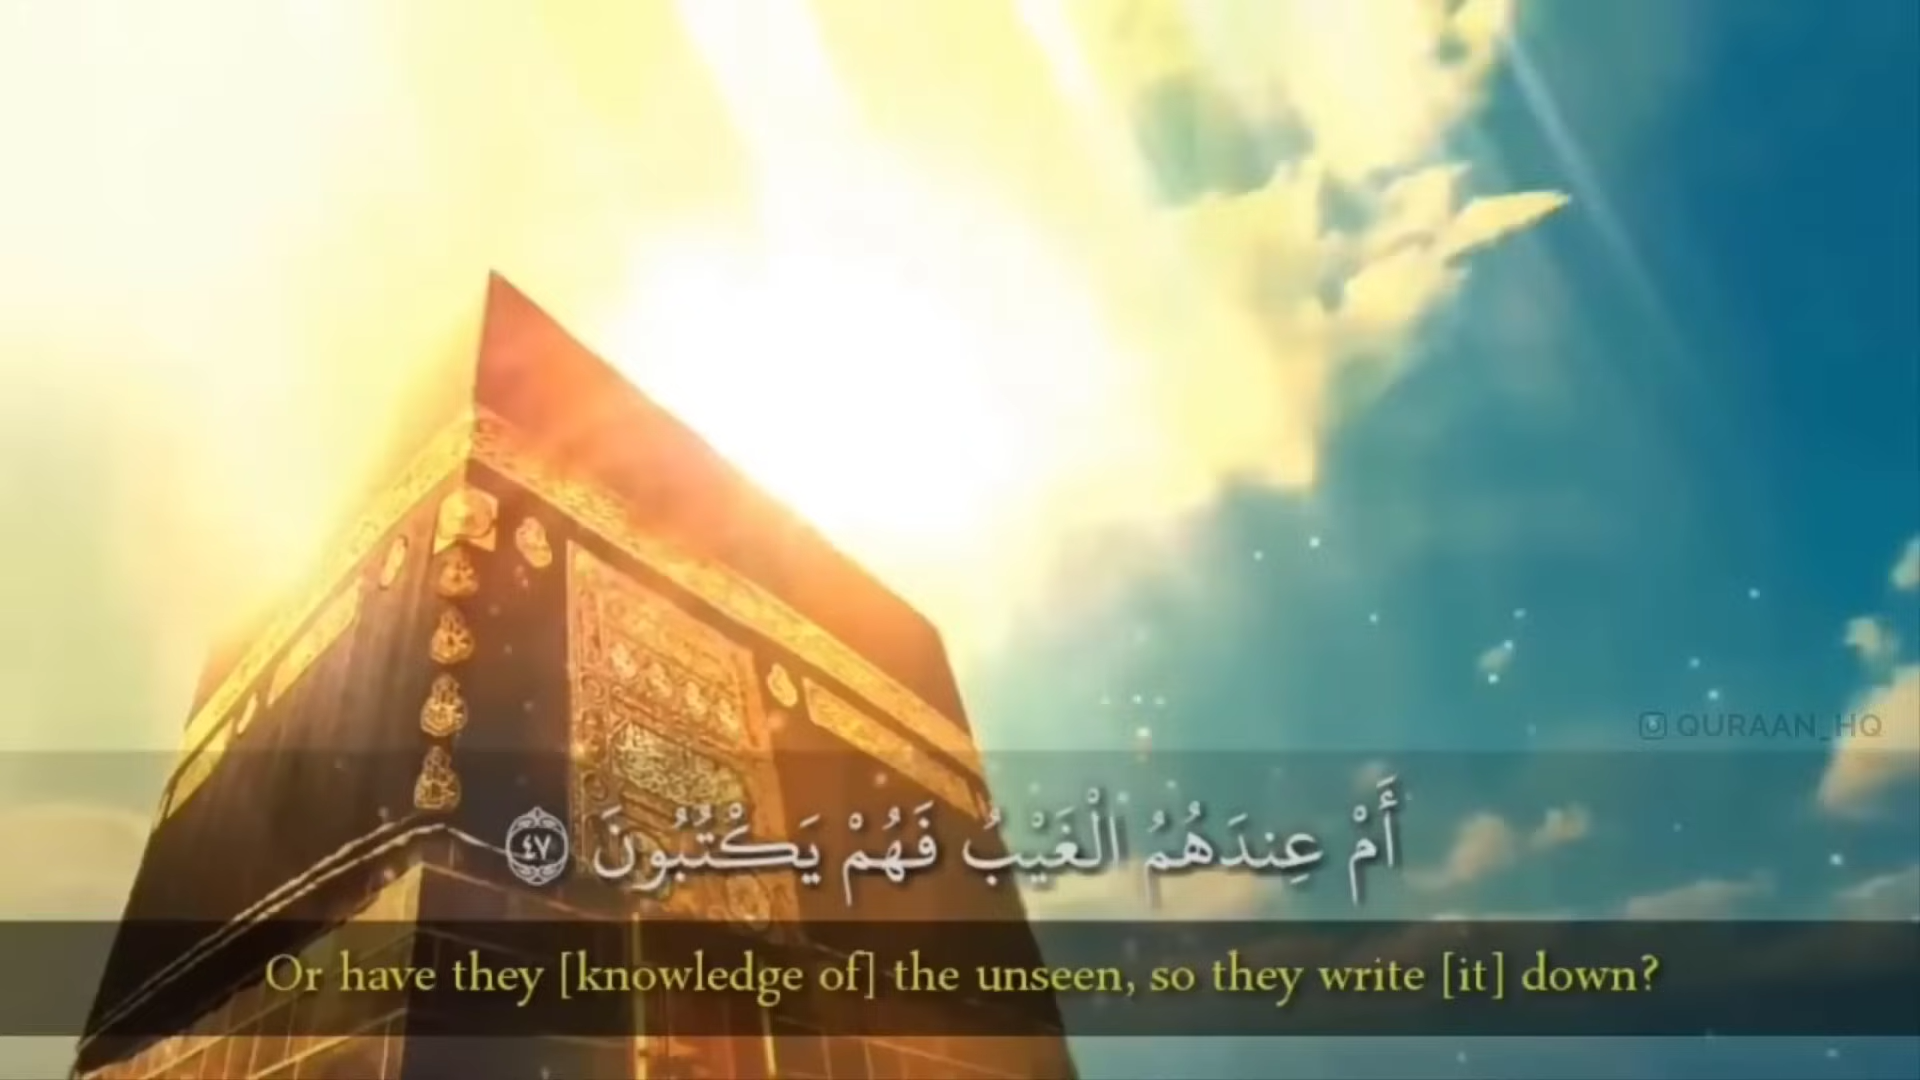 QURAAN_HQ
أَمْ عِندَهُمُ الْغَيْبُ فَهُمْ يَكْتُبُونَ ٤٧
Or have they [knowledge of] the unseen, so they write [it] down?